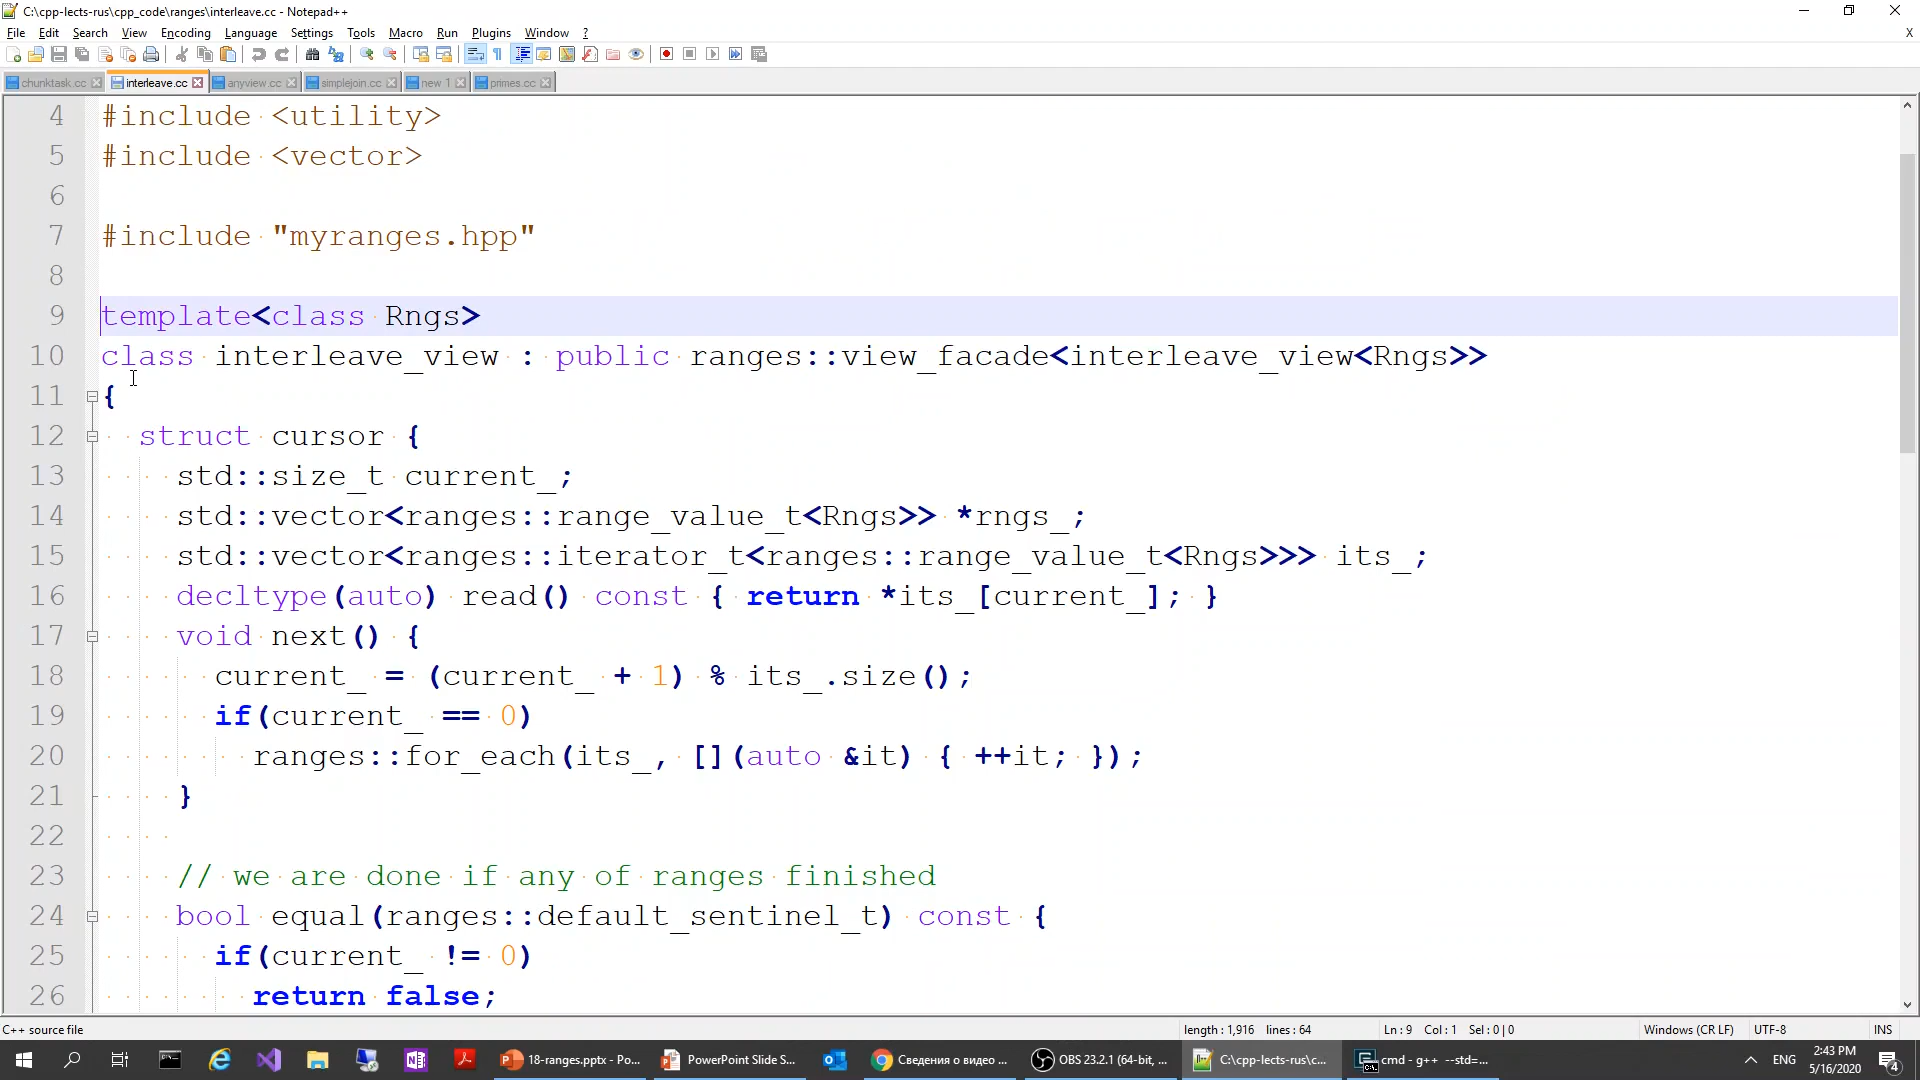 C:\cpp-lects-rus\cpp_code\ranges\interleave.cc - Notepad++
File Edit Search View Encoding Language Settings Tools Macro Run Plugins Window ? X
chunktask.cc interleave.cc anyview.cc simplejoin.cc new 1 primes.cc
4 #include <utility>
5 #include <vector>
6
7 #include "myranges.hpp"
8
9 template<class Rngs>
10 class interleave_view : public ranges::view_facade<interleave_view<Rngs>>
11 {
12 struct cursor {
13 std::size_t current_;
14 std::vector<ranges::range_value_t<Rngs>> *rngs_;
15 std::vector<ranges::iterator_t<ranges::range_value_t<Rngs>>> its_;
16 decltype(auto) read() const { return *its_[current_]; }
17 void next() {
18 current_ = (current_ + 1) % its_.size();
19 if(current_ == 0)
20 ranges::for_each(its_, [](auto &it) { ++it; });
21 }
22
23 // we are done if any of ranges finished
24 bool equal(ranges::default_sentinel_t) const {
25 if(current_ != 0)
26 return false;
C++ source file length : 1,916 lines : 64 Ln : 9 Col : 1 Sel : 0 | 0 Windows (CR LF) UTF-8 INS
18-ranges.pptx - Po... PowerPoint Slide S... Сведения о видео ... OBS 23.2.1 (64-bit, ... C:\cpp-lects-rus\c... cmd - g++ --std=... ENG 2:43 PM
5/16/2020 4